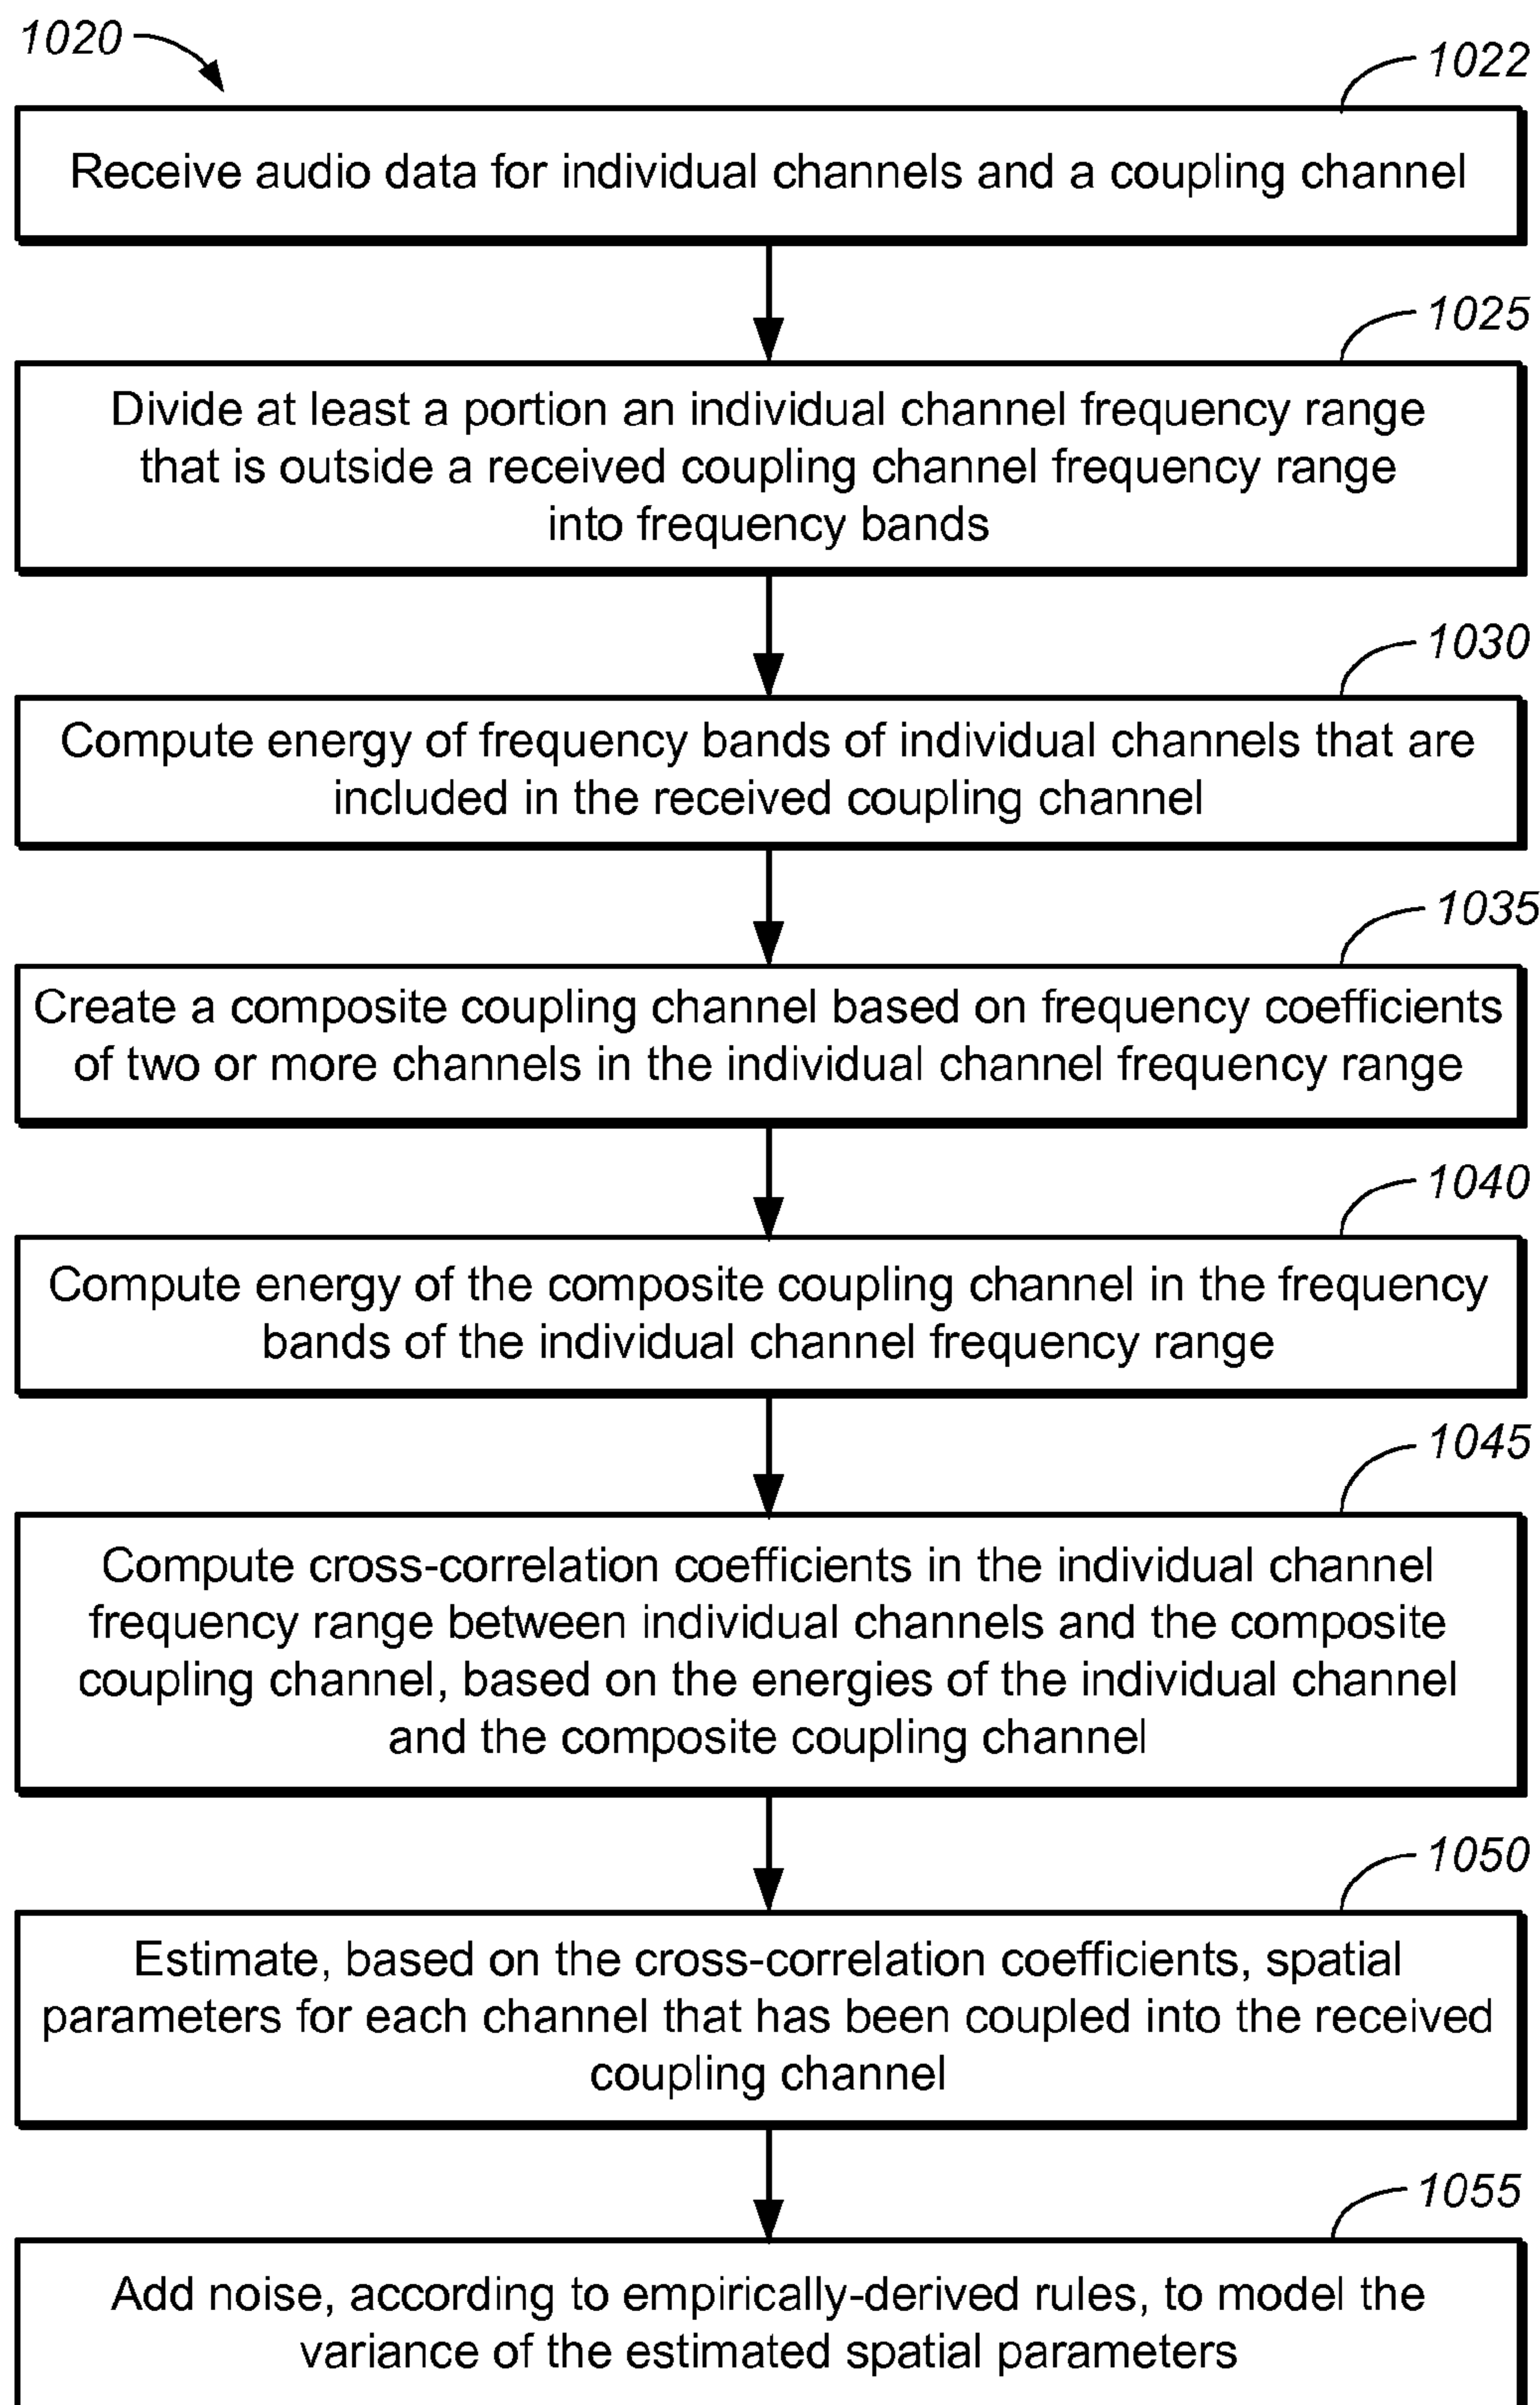 1020
1022
Receive audio data for individual channels and a coupling channel
1025
Divide at least a portion an individual channel frequency range
that is outside a received coupling channel frequency range
into frequency bands
1030
Compute energy of frequency bands of individual channels that are
included in the received coupling channel
1035
Create a composite coupling channel based on frequency coefficients
of two or more channels in the individual channel frequency range
1040
Compute energy of the composite coupling channel in the frequency
bands of the individual channel frequency range
1045
Compute cross-correlation coefficients in the individual channel
frequency range between individual channels and the composite
coupling channel, based on the energies of the individual channel
and the composite coupling channel
1050
Estimate, based on the cross-correlation coefficients, spatial
parameters for each channel that has been coupled into the received
coupling channel
1055
Add noise, according to empirically-derived rules, to model the
variance of the estimated spatial parameters